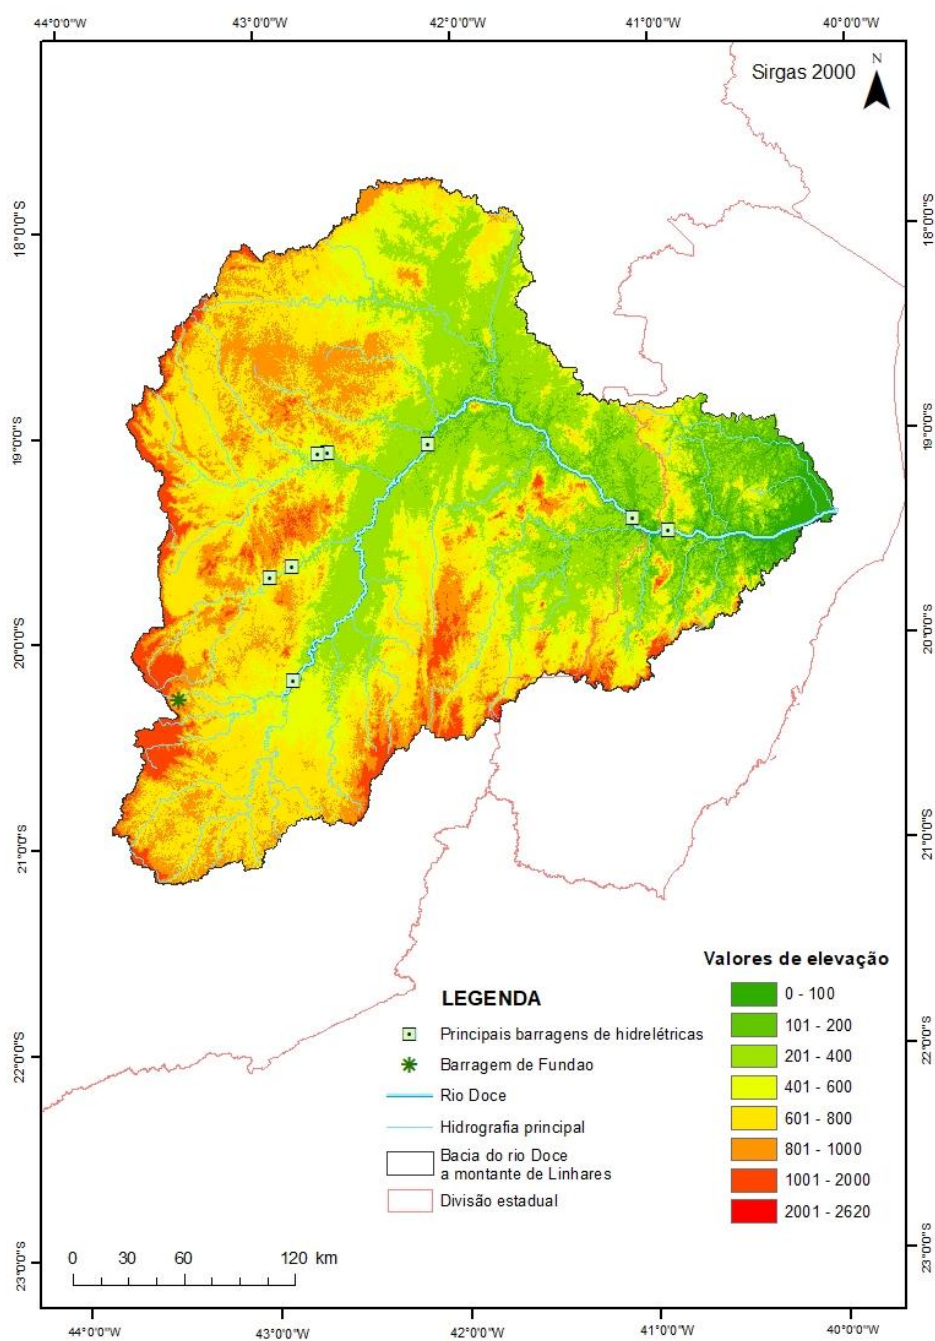 44°0'0"W 43°0'0"W 42°0'0"W 41°0'0"W 40°0'0"W
Sirgas 2000
N
18°0'0"S 18°0'0"S
19°0'0"S 19°0'0"S
20°0'0"S 20°0'0"S
21°0'0"S 21°0'0"S
22°0'0"S 22°0'0"S
23°0'0"S 23°0'0"S
LEGENDA
Principais barragens de hidrelétricas
Barragem de Fundao
Rio Doce
Hidrografia principal
Bacia do rio Doce
a montante de Linhares
Divisão estadual
Valores de elevação
0 - 100
101 - 200
201 - 400
401 - 600
601 - 800
801 - 1000
1001 - 2000
2001 - 2620
0 30 60 120 km
44°0'0"W 43°0'0"W 42°0'0"W 41°0'0"W 40°0'0"W